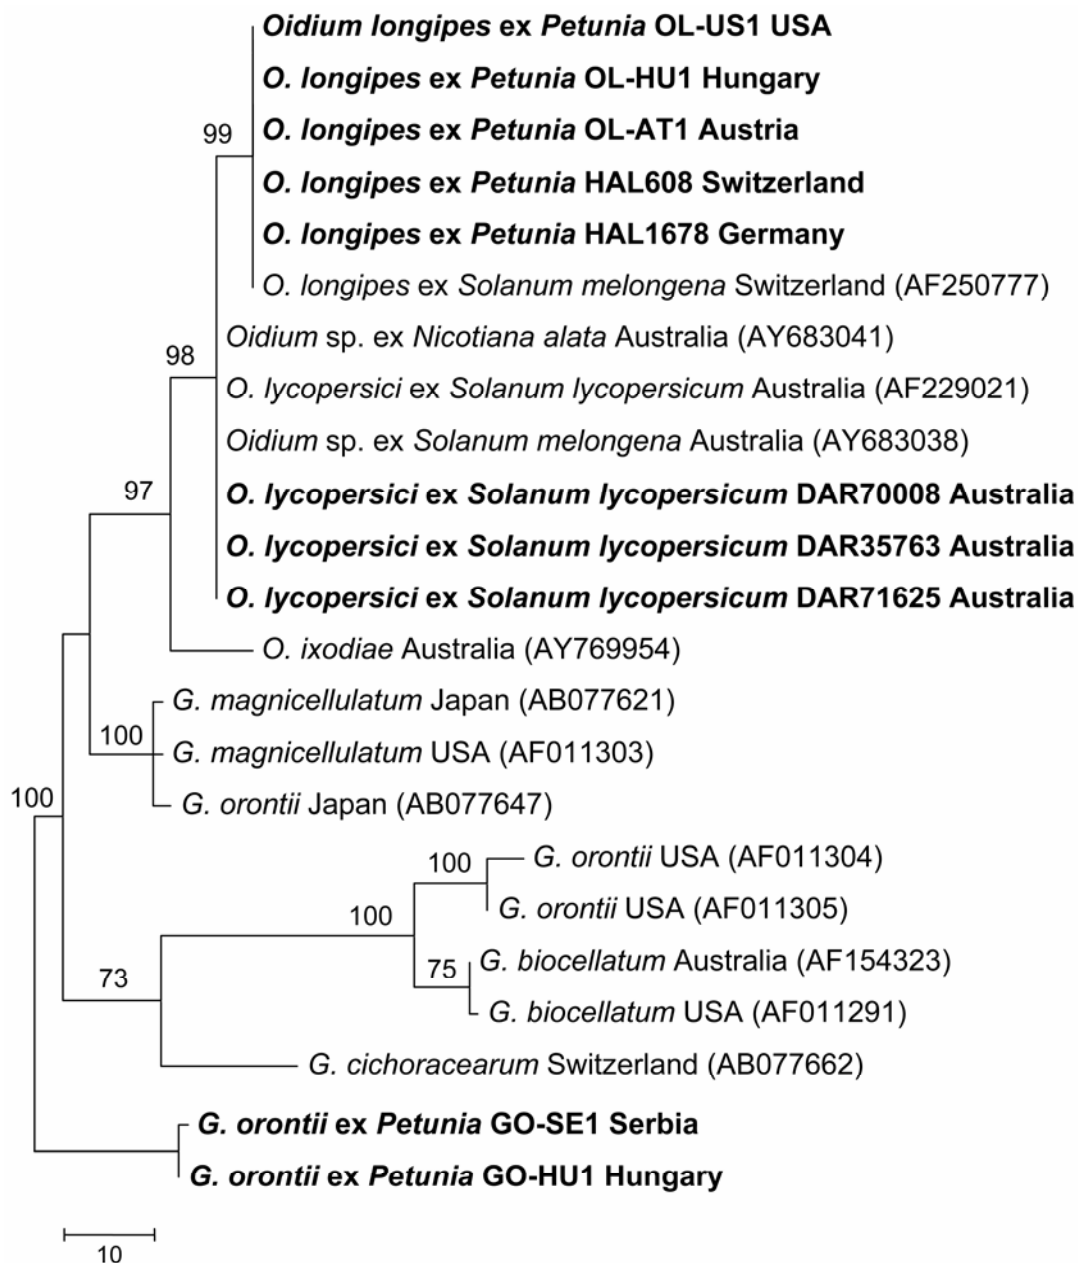 Oidium longipes ex Petunia OL-US1 USA
O. longipes ex Petunia OL-HU1 Hungary
O. longipes ex Petunia OL-AT1 Austria
99
O. longipes ex Petunia HAL608 Switzerland
O. longipes ex Petunia HAL1678 Germany
O. longipes ex Solanum melongena Switzerland (AF250777)
Oidium sp. ex Nicotiana alata Australia (AY683041)
98
O. lycopersici ex Solanum lycopersicum Australia (AF229021)
Oidium sp. ex Solanum melongena Australia (AY683038)
97
O. lycopersici ex Solanum lycopersicum DAR70008 Australia
O. lycopersici ex Solanum lycopersicum DAR35763 Australia
O. lycopersici ex Solanum lycopersicum DAR71625 Australia
O. ixodiae Australia (AY769954)
G. magnicellulatum Japan (AB077621)
100
G. magnicellulatum USA (AF011303)
100
G. orontii Japan (AB077647)
100
G. orontii USA (AF011304)
100
G. orontii USA (AF011305)
75
G. biocellatum Australia (AF154323)
73
G. biocellatum USA (AF011291)
G. cichoracearum Switzerland (AB077662)
G. orontii ex Petunia GO-SE1 Serbia
G. orontii ex Petunia GO-HU1 Hungary
10